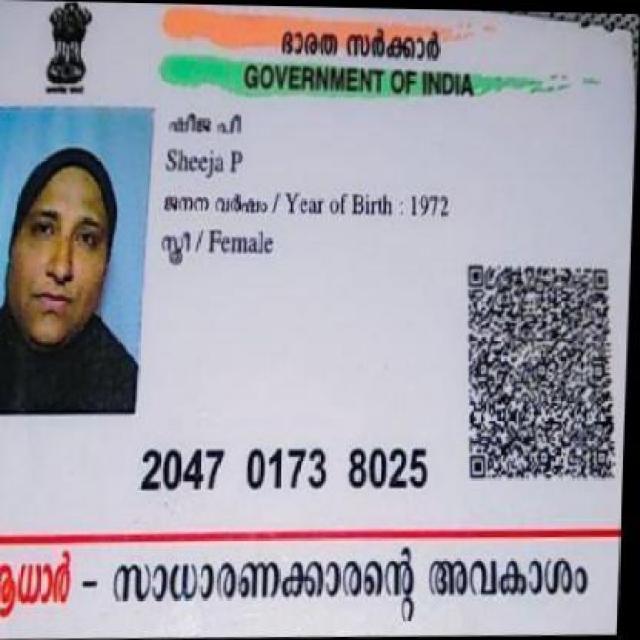 ഭാരത സർക്കാർ
GOVERNMENT OF INDIA
ഷീജ പി
Sheeja P
ജനന വർഷം / Year of Birth : 1972
സ്ത്രീ / Female
2047 0173 8025
ആധാർ - സാധാരണക്കാരന്റെ അവകാശം